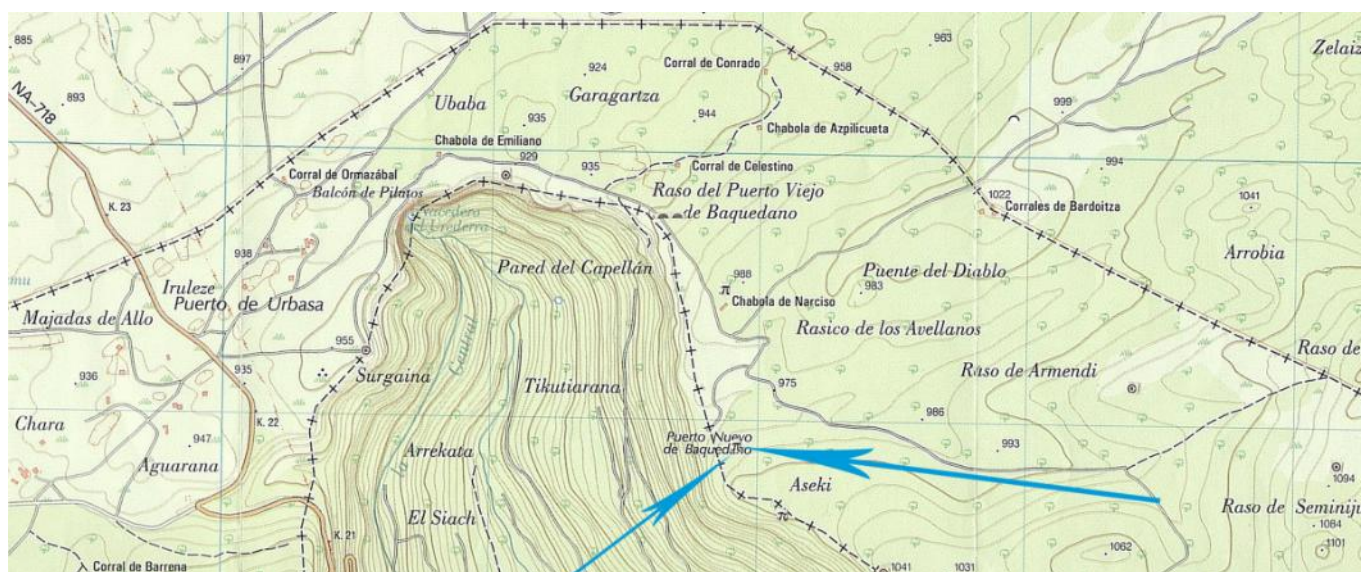 885
897
963
Zelaiz
Corral de Conrado
958
924
NA-718
893
Ubaba
Garagartza
999
935
944
Chabola de Azpilicueta
Chabola de Emiliano
929
935
Corral de Celestino
994
Corral de Ormazábal
Balcón de Pilatos
Raso del Puerto Viejo
de Baquedano
1022
Corrales de Bardoitza
1041
K. 23
Nacedero
del Urederra
938
Arrobia
Pared del Capellán
988
Puente del Diablo
983
Iruleze
Puerto de Urbasa
Chabola de Narciso
Majadas de Allo
Rasico de los Avellanos
955
Central
Raso de
936
935
Surgaina
Tikutiarana
975
Raso de Armendi
Chara
K. 22
986
947
Arrekata
Puerto Nuevo
de Baquedano
993
Aguarana
la
Aseki
1094
El Siach
Raso de Seminiju
1084
K. 21
1062
1101
Corral de Barrena
1041
1031